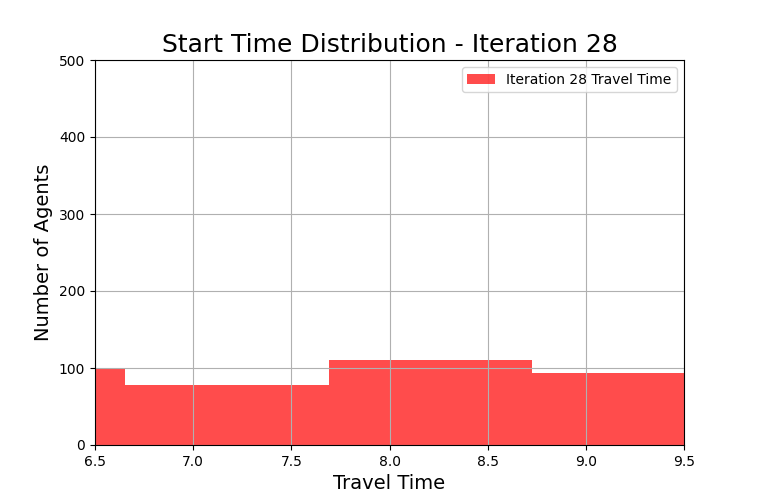 Start Time Distribution - Iteration 28
Iteration 28 Travel Time
Number of Agents
500
400
300
200
100
0
6.5 7.0 7.5 8.0 8.5 9.0 9.5
Travel Time